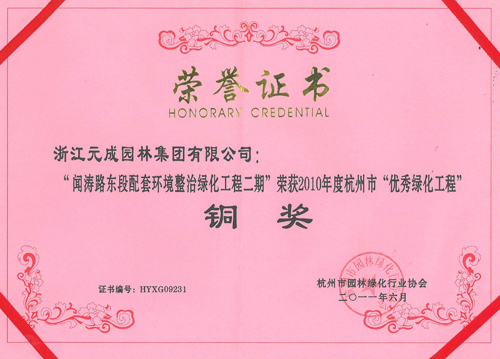 荣誉证书
HONORARY CREDENTIAL
浙江元成园林集团有限公司：
“闻涛路东段配套环境整治绿化工程二期”荣获2010年度杭州市“优秀绿化工程”
铜奖
杭州市园林绿化行业协会
证书编号：HYXG09231
二〇一一年六月